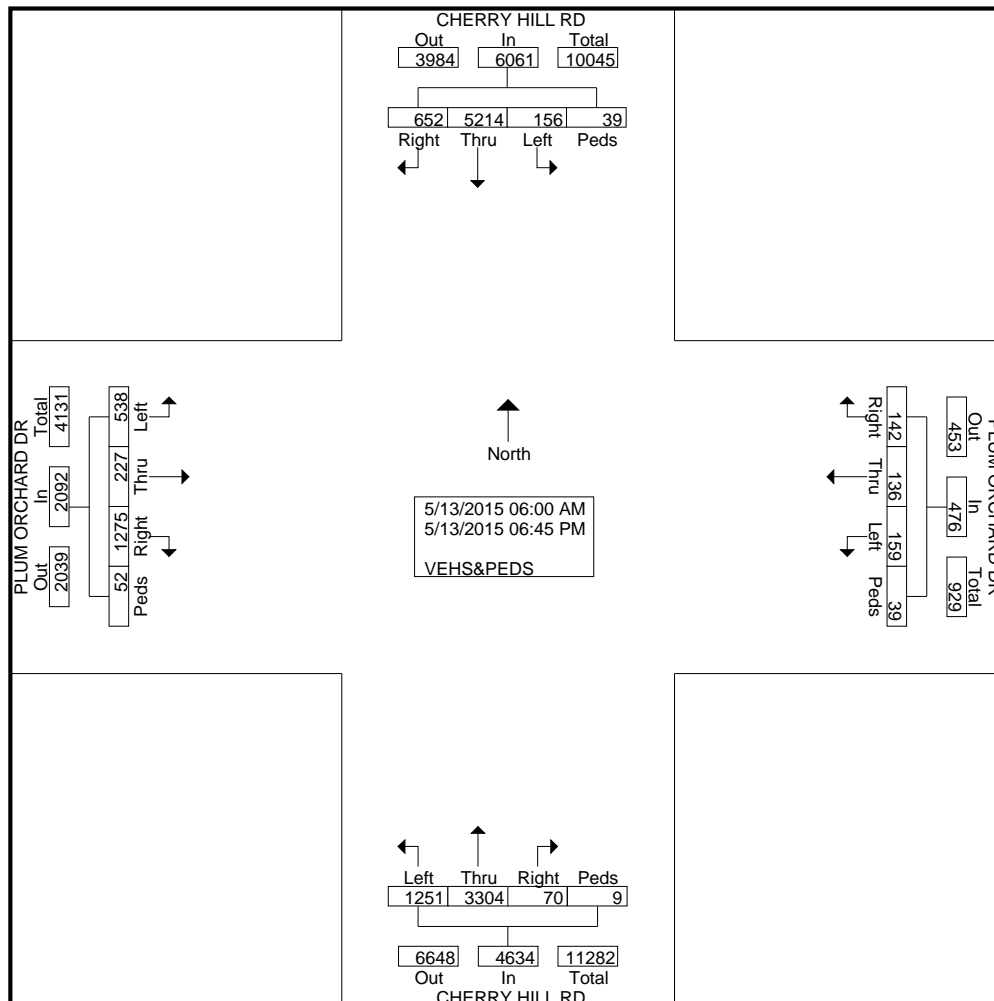 CHERRY HILL RD
Out In Total
3984 6061 10045
652 5214 156 39
Right Thru Left Peds
PLUM ORCHARD DR
Total In Out
4131 2092 2039
538 227 1275 52
Left Thru Right Peds
North
5/13/2015 06:00 AM
5/13/2015 06:45 PM
VEHS&PEDS
Right Thru Left Peds
142 136 159 39
Out In Total
453 476 929
PLUM ORCHARD DR
Left Thru Right Peds
1251 3304 70 9
6648 4634 11282
Out In Total
CHERRY HILL RD